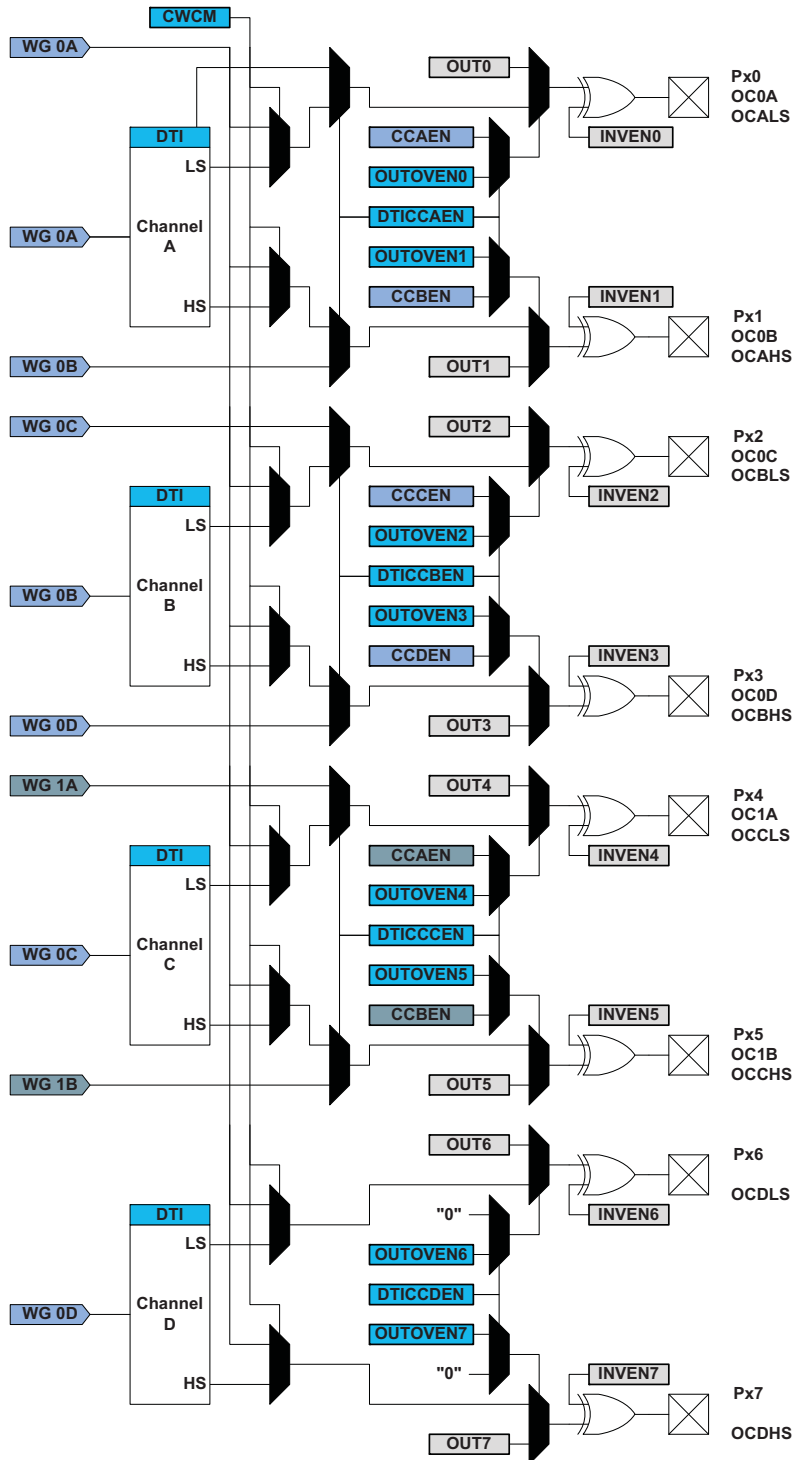 CWCM
WG 0A
OUT0
Px0
OC0A
OCALS
DTI
CCAEN
INVEN0
LS
OUTOVEN0
WG 0A
Channel
A
DTICCAEN
OUTOVEN1
HS
CCBEN
INVEN1
Px1
OC0B
OCAHS
WG 0B
OUT1
WG 0C
OUT2
Px2
OC0C
OCBLS
DTI
CCCEN
INVEN2
LS
OUTOVEN2
WG 0B
Channel
B
DTICCBEN
OUTOVEN3
HS
CCDEN
INVEN3
Px3
OC0D
OCBHS
WG 0D
OUT3
WG 1A
OUT4
Px4
OC1A
OCCLS
DTI
CCAEN
INVEN4
LS
OUTOVEN4
WG 0C
Channel
C
DTICCCEN
OUTOVEN5
HS
CCBEN
INVEN5
Px5
OC1B
OCCHS
WG 1B
OUT5
OUT6
Px6
OCDLS
DTI
"0"
INVEN6
LS
OUTOVEN6
WG 0D
Channel
D
DTICCDEN
OUTOVEN7
HS
"0"
INVEN7
Px7
OCDHS
OUT7